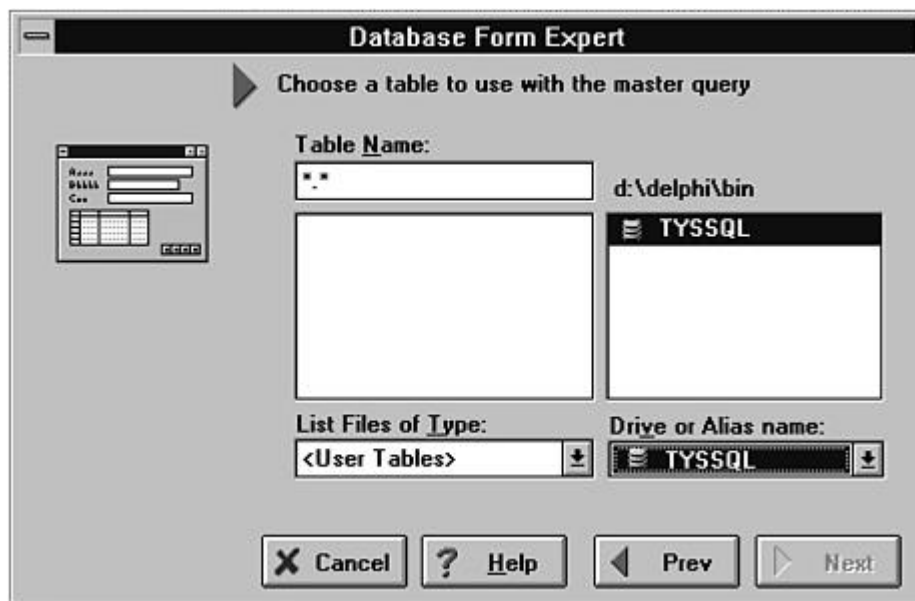 Database Form Expert
Choose a table to use with the master query
Table Name:
*.*
d:\delphi\bin
TYSSQL
List Files of Type:
Drive or Alias name:
<User Tables>
TYSSQL
Cancel
Help
Prev
Next